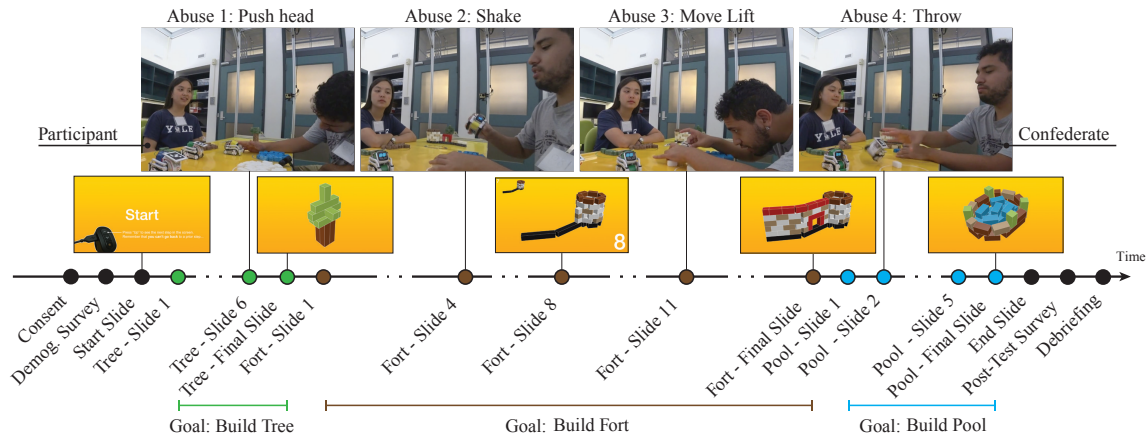 Abuse 1: Push head
Abuse 2: Shake
Abuse 3: Move Lift
Abuse 4: Throw
Participant
Confederate
YALE
Start
8
Time
Consent
Demog. Survey
Start Slide
Tree - Slide 1
Tree - Slide 6
Tree - Final Slide
Fort - Slide 1
Fort - Slide 4
Fort - Slide 8
Fort - Slide 11
Fort - Final Slide
Pool - Slide 1
Pool - Slide 2
Pool - Slide 5
Pool - Final Slide
End Slide
Post-Test Survey
Debriefing
Goal: Build Tree
Goal: Build Fort
Goal: Build Pool